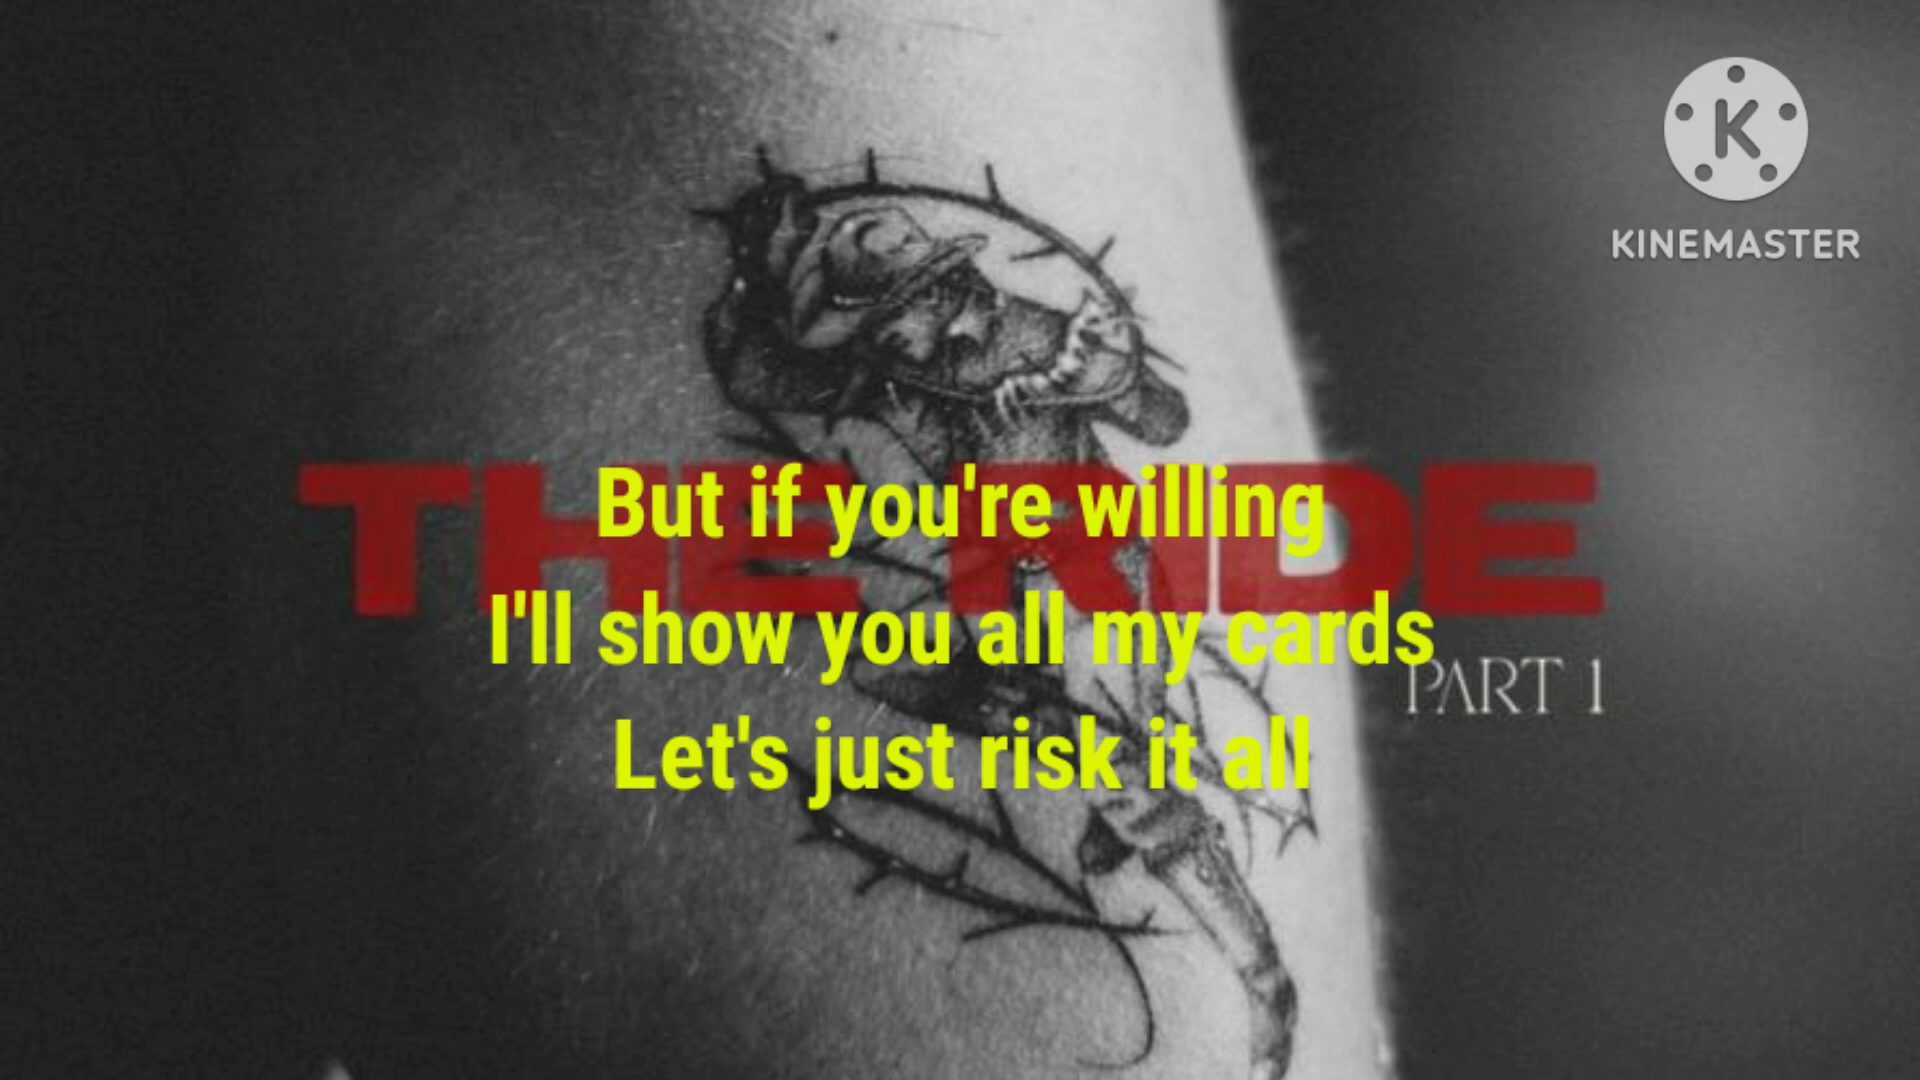 K
KINEMASTER
THE RIDE
But if you're willing
I'll show you all my cards
PART 1
Let's just risk it all